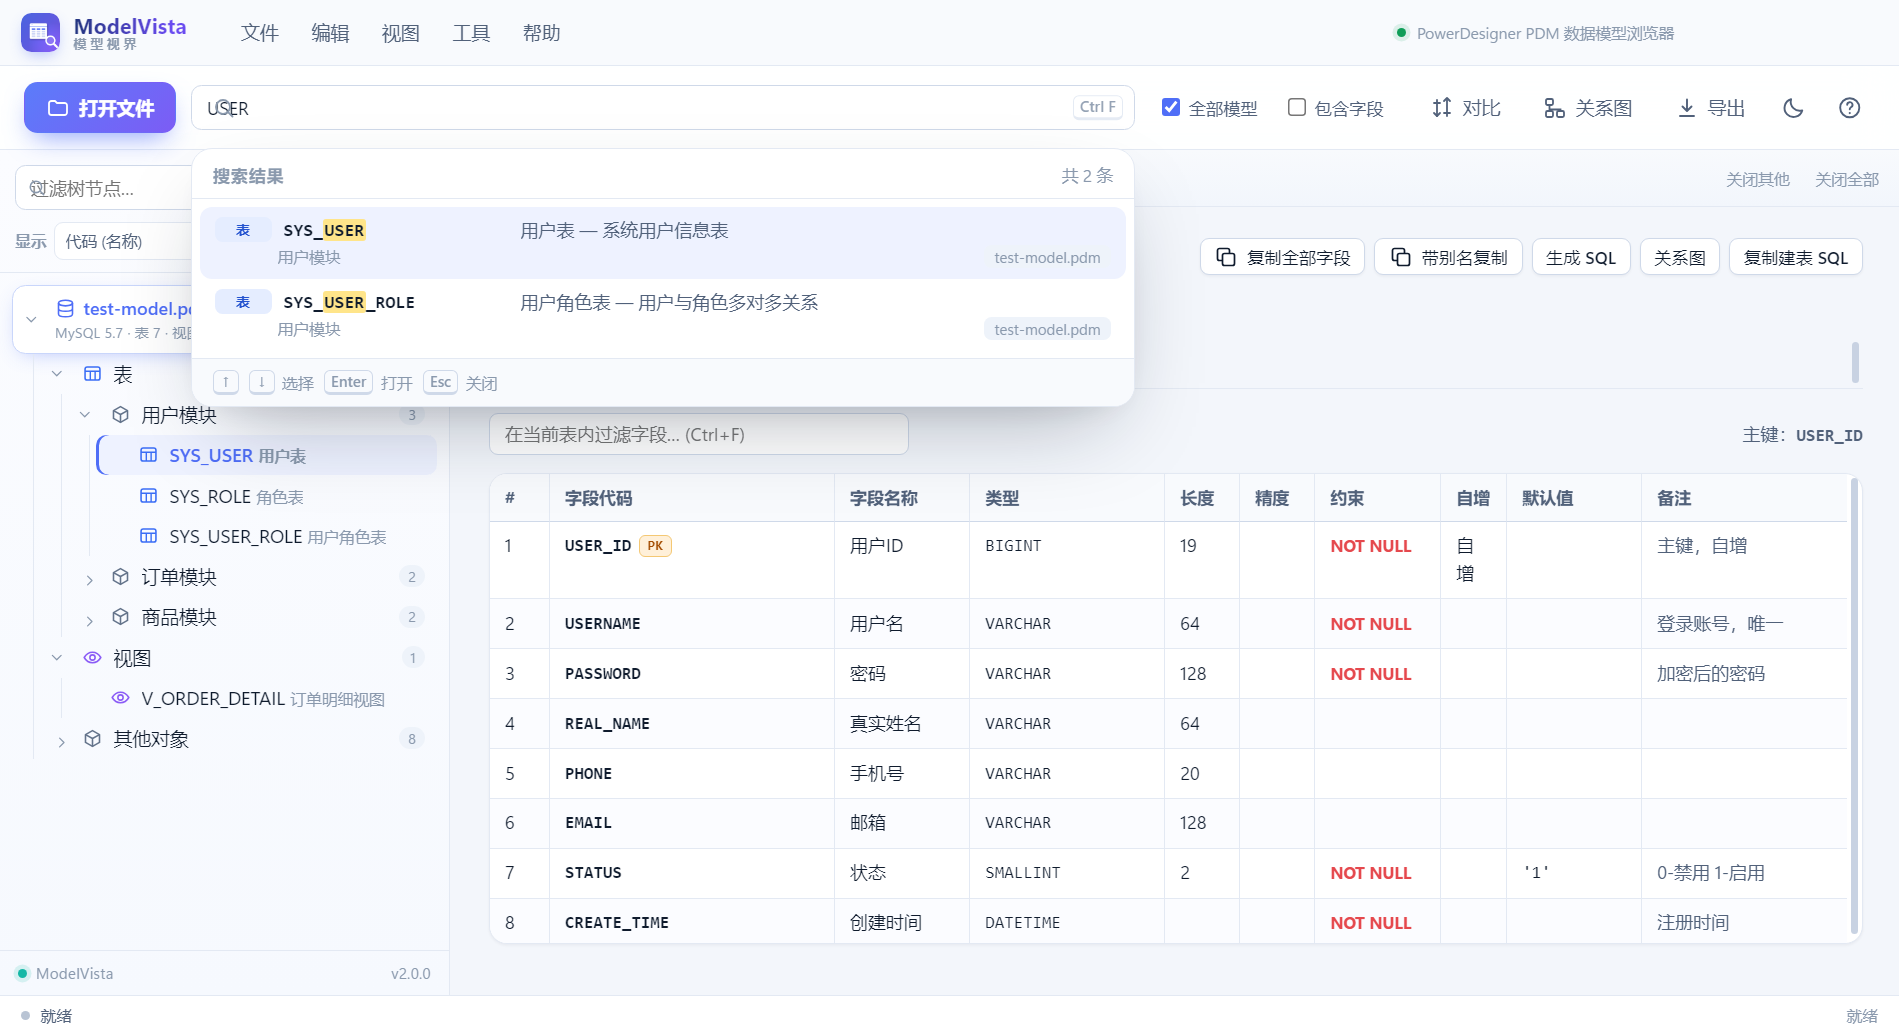 ModelVista
模型视界
文件 编辑 视图 工具 帮助
PowerDesigner PDM 数据模型浏览器
打开文件
USER
Ctrl F
全部模型 包含字段 对比 关系图 导出
搜索结果 共 2 条
表 SYS_USER 用户表 — 系统用户信息表
用户模块 test-model.pdm
表 SYS_USER_ROLE 用户角色表 — 用户与角色多对多关系
用户模块 test-model.pdm
↑ ↓ 选择 Enter 打开 Esc 关闭
过滤树节点...
显示 代码 (名称)
关闭其他 关闭全部
复制全部字段 带别名复制 生成 SQL 关系图 复制建表 SQL
test-model.p
MySQL 5.7 · 表 7 ·
表
用户模块 3
SYS_USER 用户表
SYS_ROLE 角色表
SYS_USER_ROLE 用户角色表
订单模块 2
商品模块 2
视图 1
V_ORDER_DETAIL 订单明细视图
其他对象 8
在当前表内过滤字段... (Ctrl+F)
主键：USER_ID
# 字段代码 字段名称 类型 长度 精度 约束 自增 默认值 备注
1 USER_ID PK 用户ID BIGINT 19 NOT NULL 自增 主键，自增
2 USERNAME 用户名 VARCHAR 64 NOT NULL 登录账号，唯一
3 PASSWORD 密码 VARCHAR 128 NOT NULL 加密后的密码
4 REAL_NAME 真实姓名 VARCHAR 64
5 PHONE 手机号 VARCHAR 20
6 EMAIL 邮箱 VARCHAR 128
7 STATUS 状态 SMALLINT 2 NOT NULL '1' 0-禁用 1-启用
8 CREATE_TIME 创建时间 DATETIME NOT NULL 注册时间
ModelVista v2.0.0
就绪 就绪